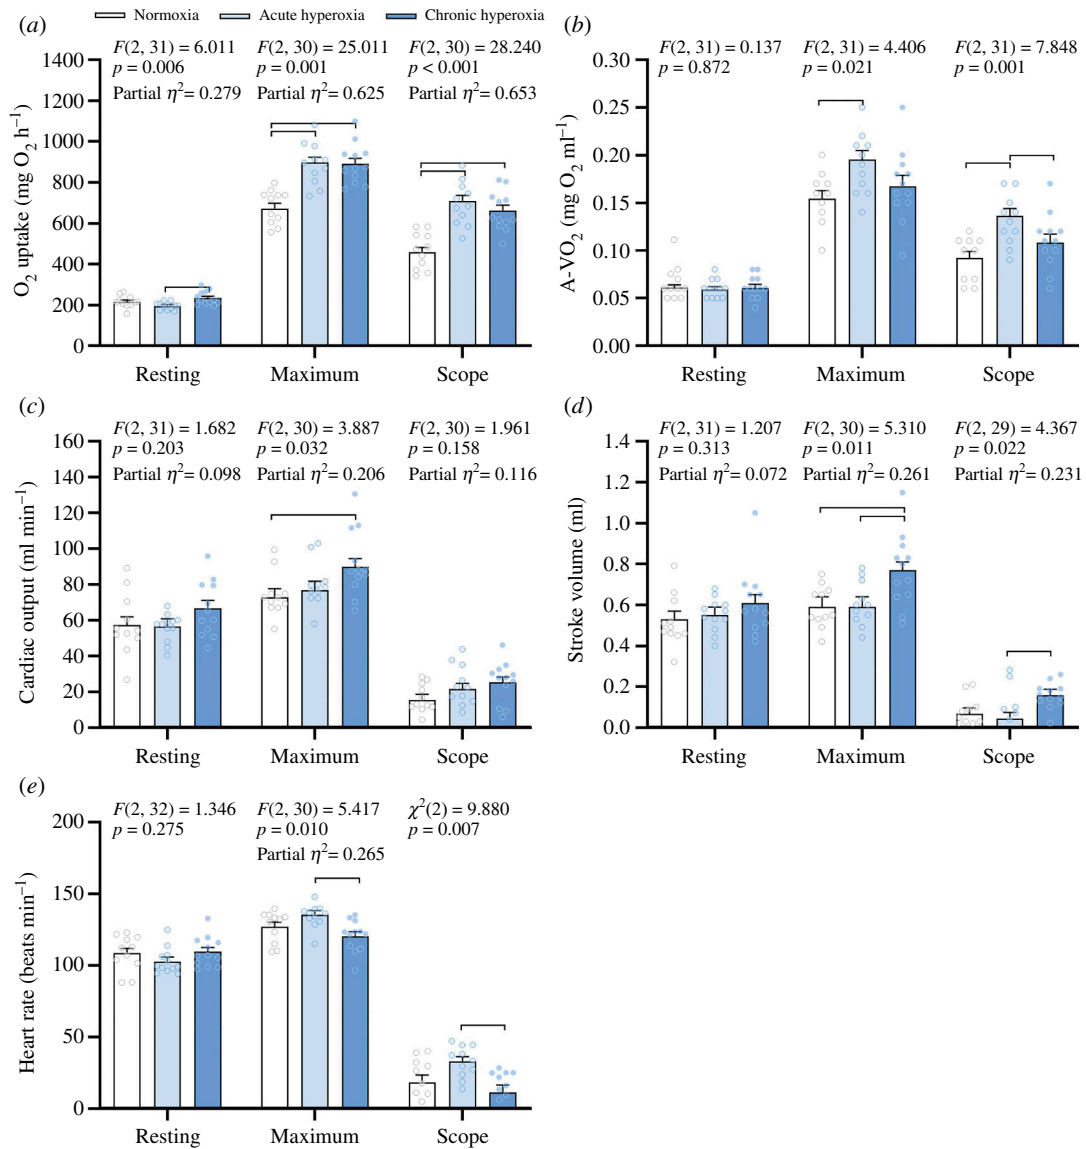 Normoxia Acute hyperoxia Chronic hyperoxia
(a)
F(2, 31) = 6.011 F(2, 30) = 25.011 F(2, 30) = 28.240
p = 0.006 p = 0.001 p < 0.001
Partial η² = 0.279 Partial η² = 0.625 Partial η² = 0.653
O₂ uptake (mg O₂ h⁻¹)
1400
1200
1000
800
600
400
200
0
Resting Maximum Scope
(b)
F(2, 31) = 0.137 F(2, 31) = 4.406 F(2, 31) = 7.848
p = 0.872 p = 0.021 p = 0.001
A-VO₂ (mg O₂ ml⁻¹)
0.30
0.25
0.20
0.15
0.10
0.05
0.00
Resting Maximum Scope
(c)
F(2, 31) = 1.682 F(2, 30) = 3.887 F(2, 30) = 1.961
p = 0.203 p = 0.032 p = 0.158
Partial η² = 0.098 Partial η² = 0.206 Partial η² = 0.116
Cardiac output (ml min⁻¹)
160
140
120
100
80
60
40
20
0
Resting Maximum Scope
(d)
F(2, 31) = 1.207 F(2, 30) = 5.310 F(2, 29) = 4.367
p = 0.313 p = 0.011 p = 0.022
Partial η² = 0.072 Partial η² = 0.261 Partial η² = 0.231
Stroke volume (ml)
1.4
1.2
1.0
0.8
0.6
0.4
0.2
0.0
Resting Maximum Scope
(e)
F(2, 32) = 1.346 F(2, 30) = 5.417 χ²(2) = 9.880
p = 0.275 p = 0.010 p = 0.007
Partial η² = 0.265
Heart rate (beats min⁻¹)
200
150
100
50
0
Resting Maximum Scope